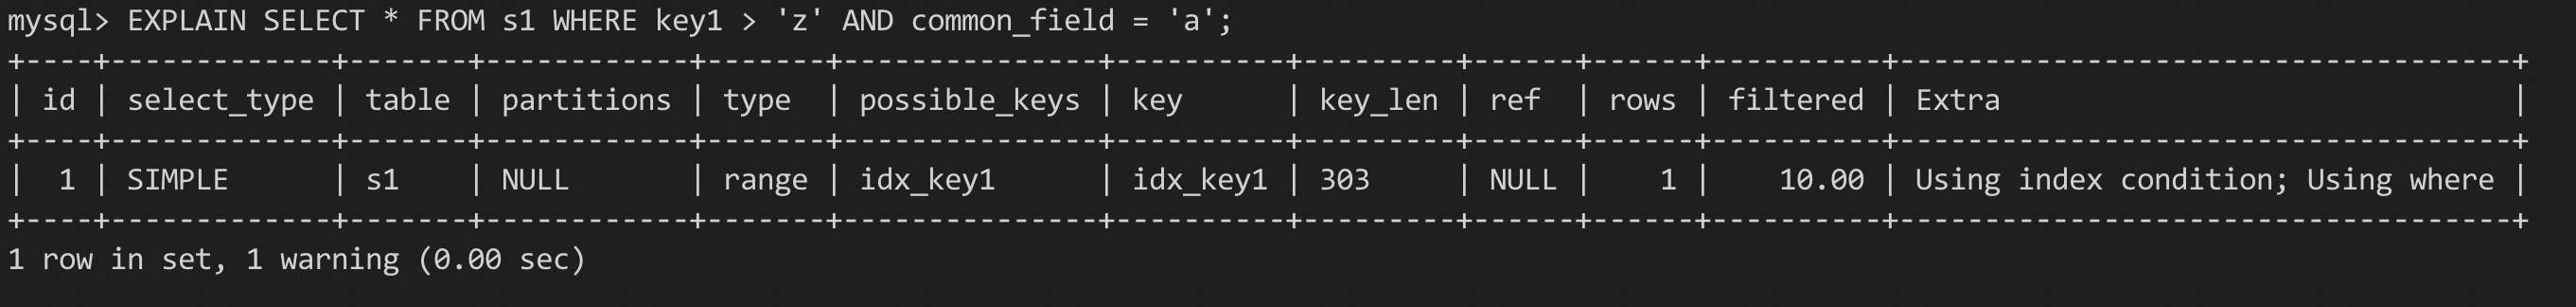 mysql> EXPLAIN SELECT * FROM s1 WHERE key1 > 'z' AND common_field = 'a';
+----+-------------+-------+------------+-------+---------------+----------+---------+------+------+----------+------------------------------------+
| id | select_type | table | partitions | type  | possible_keys | key      | key_len | ref  | rows | filtered | Extra                              |
+----+-------------+-------+------------+-------+---------------+----------+---------+------+------+----------+------------------------------------+
|  1 | SIMPLE      | s1    | NULL       | range | idx_key1      | idx_key1 | 303     | NULL |    1 |    10.00 | Using index condition; Using where |
+----+-------------+-------+------------+-------+---------------+----------+---------+------+------+----------+------------------------------------+
1 row in set, 1 warning (0.00 sec)